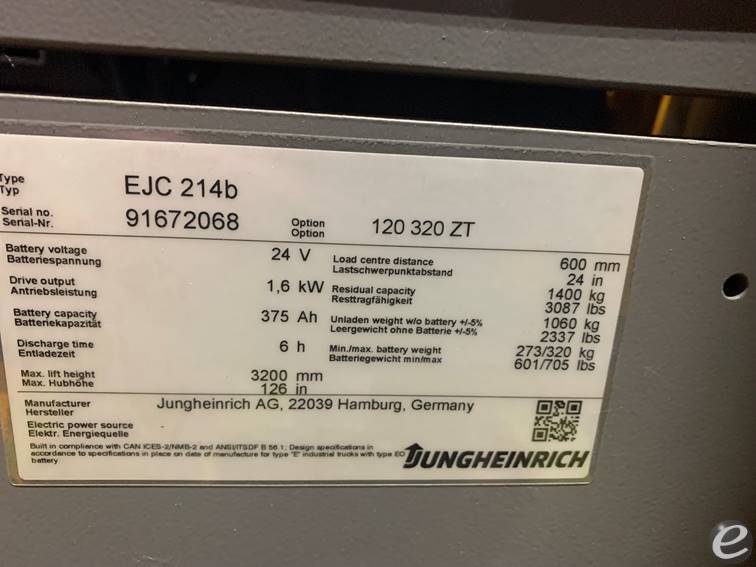 Type EJC 214b
Typ
Serial no. 91672068 Option 120 320 ZT
Serial-Nr. Option
Battery voltage 24 V
Batteriespannung
Drive output 1,6 kW
Antriebsleistung
Battery capacity 375 Ah
Batteriekapazität
Discharge time 6 h
Entladezeit
Max. lift height 3200 mm
Max. Hubhöhe 126 in
Load centre distance 600 mm
Lastschwerpunktabstand 24 in
Residual capacity 1400 kg
Resttragfähigkeit 3087 lbs
Unladen weight w/o battery +/-5% 1060 kg
Leergewicht ohne Batterie +/-5% 2337 lbs
Min./max. battery weight 273/320 kg
Batteriegewicht min/max 601/705 lbs
Manufacturer Jungheinrich AG, 22039 Hamburg, Germany
Hersteller
Electric power source
Elektr. Energiequelle
Built in compliance with CAN ICES-2/NMB-2 and ANSI/ITSDF B 56.1; Design specifications in
accordance to specifications in place on date of manufacture for type "E" industrial trucks with type EO
battery
JUNGHEINRICH
e